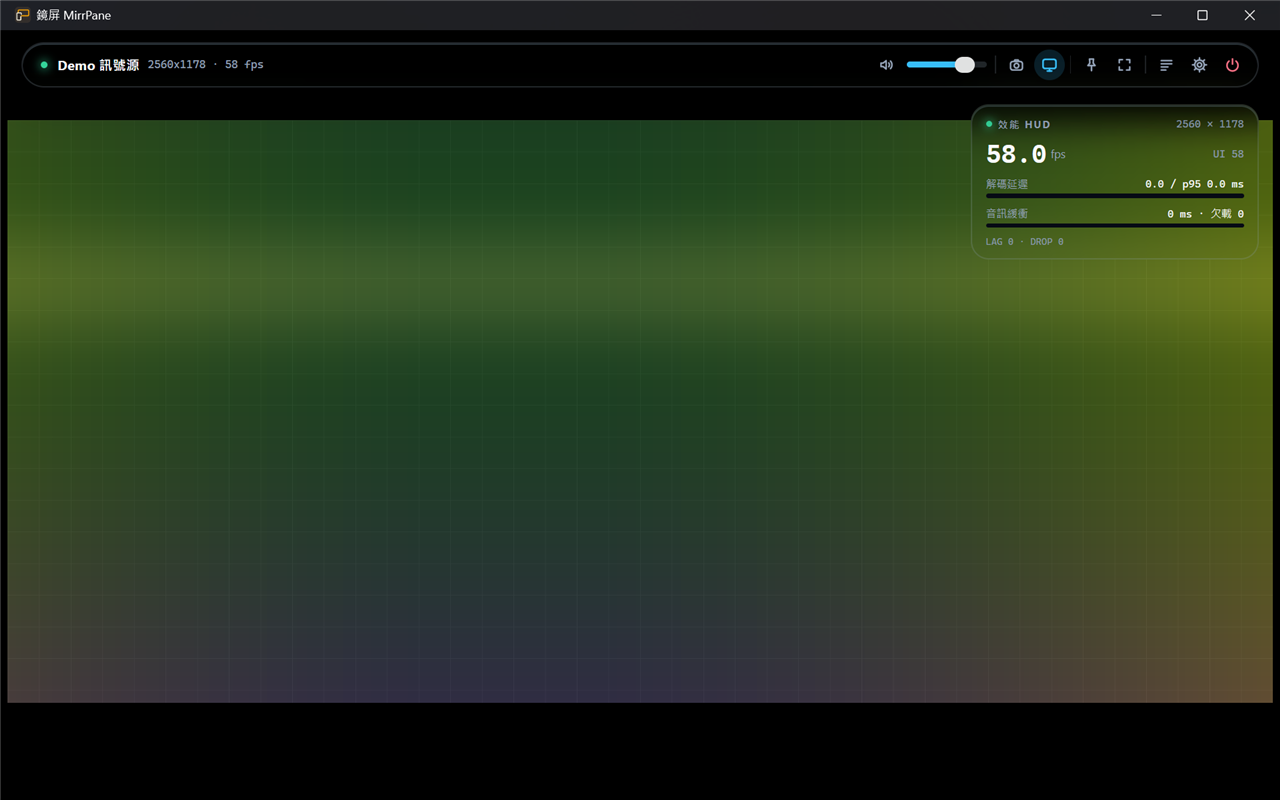 鏡屏 MirrPane
Demo 訊號源 2560x1178 · 58 fps
效能 HUD 2560 × 1178
58.0 fps UI 58
解碼延遲 0.0 / p95 0.0 ms
音訊緩衝 0 ms · 欠載 0
LAG 0 · DROP 0